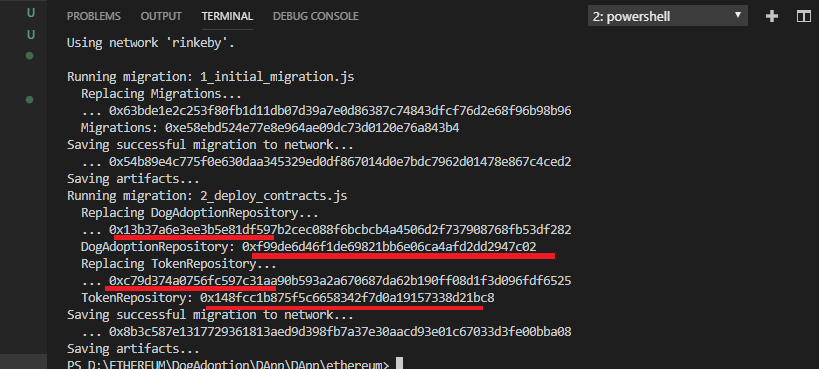 U
PROBLEMS OUTPUT TERMINAL DEBUG CONSOLE 2: powershell
U
Using network 'rinkeby'.
Running migration: 1_initial_migration.js
Replacing Migrations...
... 0x63bde1e2c253f80fb1d11db07d39a7e0d86387c74843dfcf76d2e68f96b98b96
Migrations: 0xe58ebd524e77e8e964ae09dc73d0120e76a843b4
Saving successful migration to network...
... 0x54b89e4c775f0e630daa345329ed0df867014d0e7bdc7962d01478e867c4ced2
Saving artifacts...
Running migration: 2_deploy_contracts.js
Replacing DogAdoptionRepository...
... 0x13b37a6e3ee3b5e81df597b2cec088f6bcbcb4a4506d2f737908768fb53df282
DogAdoptionRepository: 0xf99de6d46f1de69821bb6e06ca4afd2dd2947c02
Replacing TokenRepository...
... 0xc79d374a0756fc597c31aa90b593a2a670687da62b190ff08d1f3d096fdf6525
TokenRepository: 0x148fcc1b875f5c6658342f7d0a19157338d21bc8
Saving successful migration to network...
... 0x8b3c587e1317729361813aed9d398fb7a37e30aacd93e01c67033d3fe00bba08
Saving artifacts...
PS D:\ETHEREUM\DogAdoption\DApp\DApp\ethereum>